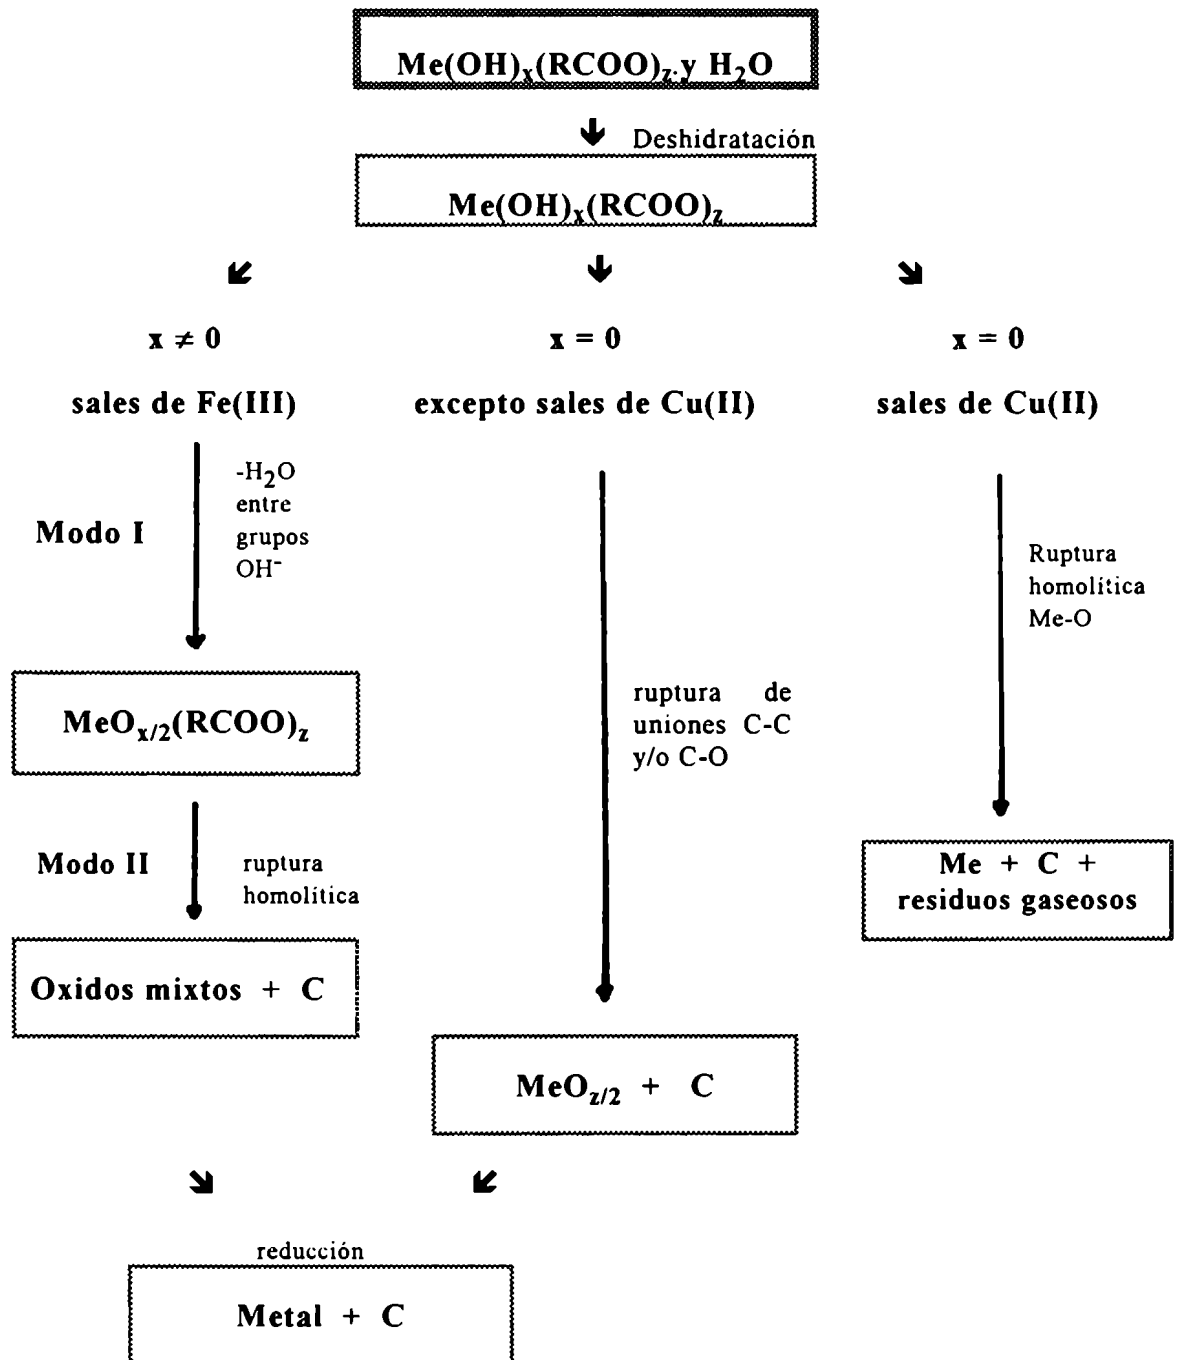 Me(OH)x(RCOO)z.y H2O
Deshidratación
Me(OH)x(RCOO)z
x ≠ 0
x = 0
x = 0
sales de Fe(III)
excepto sales de Cu(II)
sales de Cu(II)
Modo I
-H2O
entre
grupos
OH-
Ruptura
homolítica
Me-O
ruptura de
uniones C-C
y/o C-O
MeOx/2(RCOO)z
Modo II
ruptura
homolítica
Me + C +
residuos gaseosos
Oxidos mixtos + C
MeOz/2 + C
reducción
Metal + C